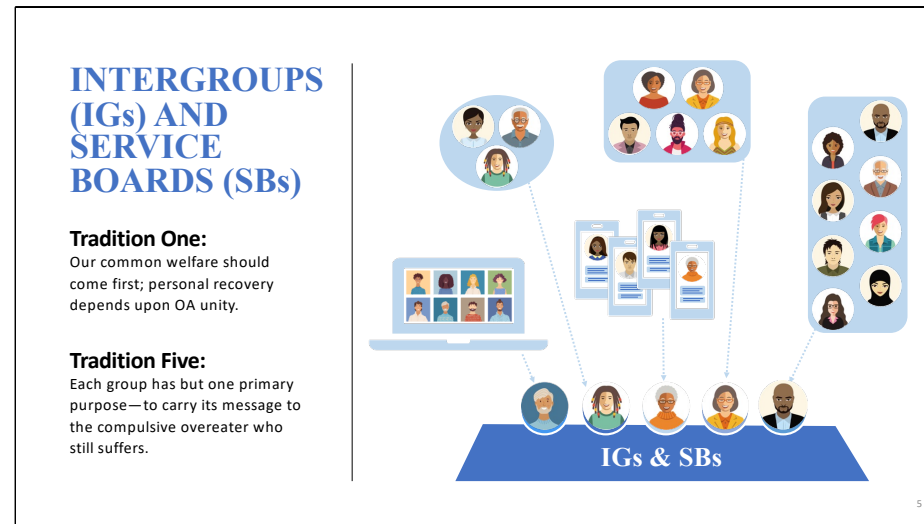 INTERGROUPS
(IGs) AND
SERVICE
BOARDS (SBs)
Tradition One:
Our common welfare should
come first; personal recovery
depends upon OA unity.
Tradition Five:
Each group has but one primary
purpose—to carry its message to
the compulsive overeater who
still suffers.
IGs & SBs
5